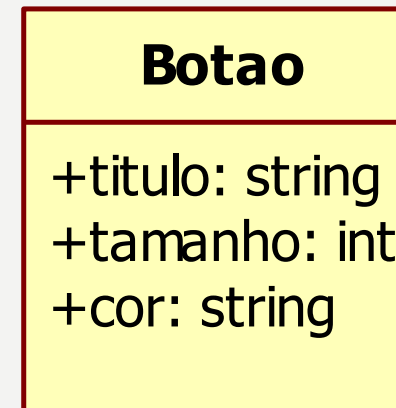 Botao
+titulo: string
+tamanho: int
+cor: string